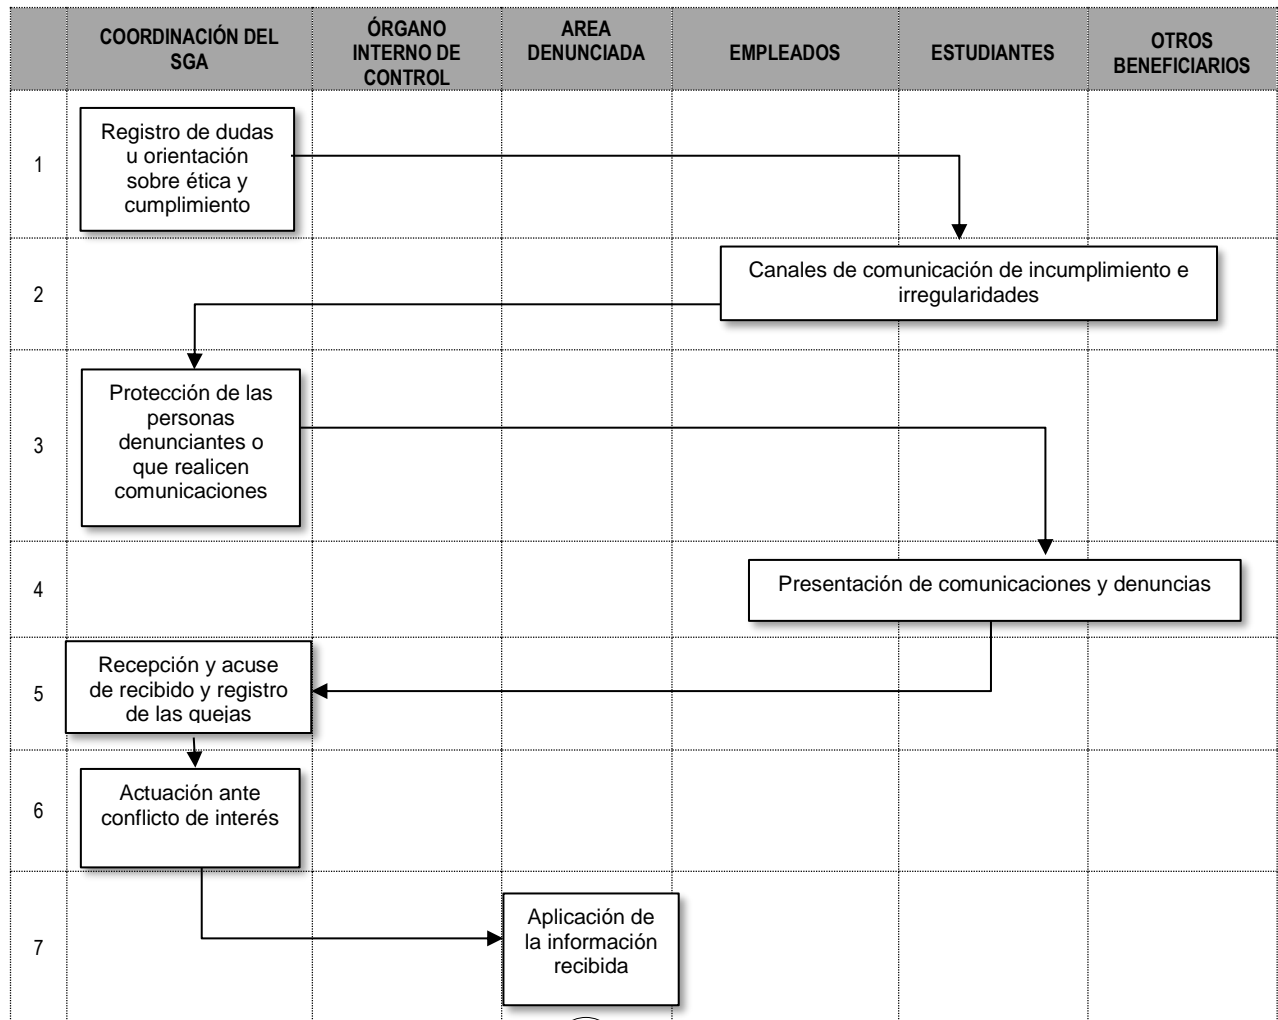 COORDINACIÓN DEL
SGA
ÓRGANO
INTERNO DE
CONTROL
AREA
DENUNCIADA
EMPLEADOS
ESTUDIANTES
OTROS
BENEFICIARIOS
1
Registro de dudas
u orientación
sobre ética y
cumplimiento
2
Canales de comunicación de incumplimiento e
irregularidades
3
Protección de las
personas
denunciantes o
que realicen
comunicaciones
4
Presentación de comunicaciones y denuncias
5
Recepción y acuse
de recibido y registro
de las quejas
6
Actuación ante
conflicto de interés
7
Aplicación de
la información
recibida